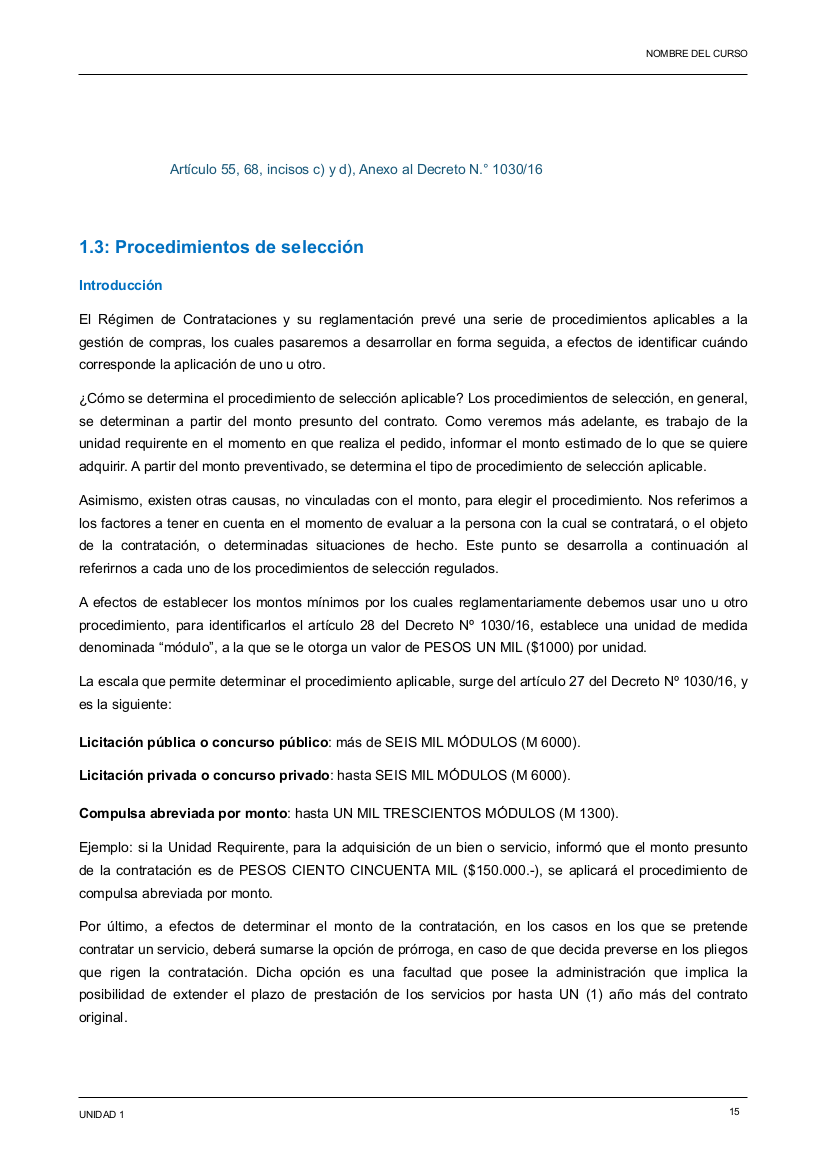 NOMBRE DEL CURSO
Artículo 55, 68, incisos c) y d), Anexo al Decreto N.° 1030/16
1.3: Procedimientos de selección
Introducción
El Régimen de Contrataciones y su reglamentación prevé una serie de procedimientos aplicables a la
gestión de compras, los cuales pasaremos a desarrollar en forma seguida, a efectos de identificar cuándo
corresponde la aplicación de uno u otro.
¿Cómo se determina el procedimiento de selección aplicable? Los procedimientos de selección, en general,
se determinan a partir del monto presunto del contrato. Como veremos más adelante, es trabajo de la
unidad requirente en el momento en que realiza el pedido, informar el monto estimado de lo que se quiere
adquirir. A partir del monto preventivado, se determina el tipo de procedimiento de selección aplicable.
Asimismo, existen otras causas, no vinculadas con el monto, para elegir el procedimiento. Nos referimos a
los factores a tener en cuenta en el momento de evaluar a la persona con la cual se contratará, o el objeto
de la contratación, o determinadas situaciones de hecho. Este punto se desarrolla a continuación al
referirnos a cada uno de los procedimientos de selección regulados.
A efectos de establecer los montos mínimos por los cuales reglamentariamente debemos usar uno u otro
procedimiento, para identificarlos el artículo 28 del Decreto Nº 1030/16, establece una unidad de medida
denominada “módulo”, a la que se le otorga un valor de PESOS UN MIL ($1000) por unidad.
La escala que permite determinar el procedimiento aplicable, surge del artículo 27 del Decreto Nº 1030/16, y
es la siguiente:
Licitación pública o concurso público: más de SEIS MIL MÓDULOS (M 6000).
Licitación privada o concurso privado: hasta SEIS MIL MÓDULOS (M 6000).
Compulsa abreviada por monto: hasta UN MIL TRESCIENTOS MÓDULOS (M 1300).
Ejemplo: si la Unidad Requirente, para la adquisición de un bien o servicio, informó que el monto presunto
de la contratación es de PESOS CIENTO CINCUENTA MIL ($150.000.-), se aplicará el procedimiento de
compulsa abreviada por monto.
Por último, a efectos de determinar el monto de la contratación, en los casos en los que se pretende
contratar un servicio, deberá sumarse la opción de prórroga, en caso de que decida preverse en los pliegos
que rigen la contratación. Dicha opción es una facultad que posee la administración que implica la
posibilidad de extender el plazo de prestación de los servicios por hasta UN (1) año más del contrato
original.
UNIDAD 1
15